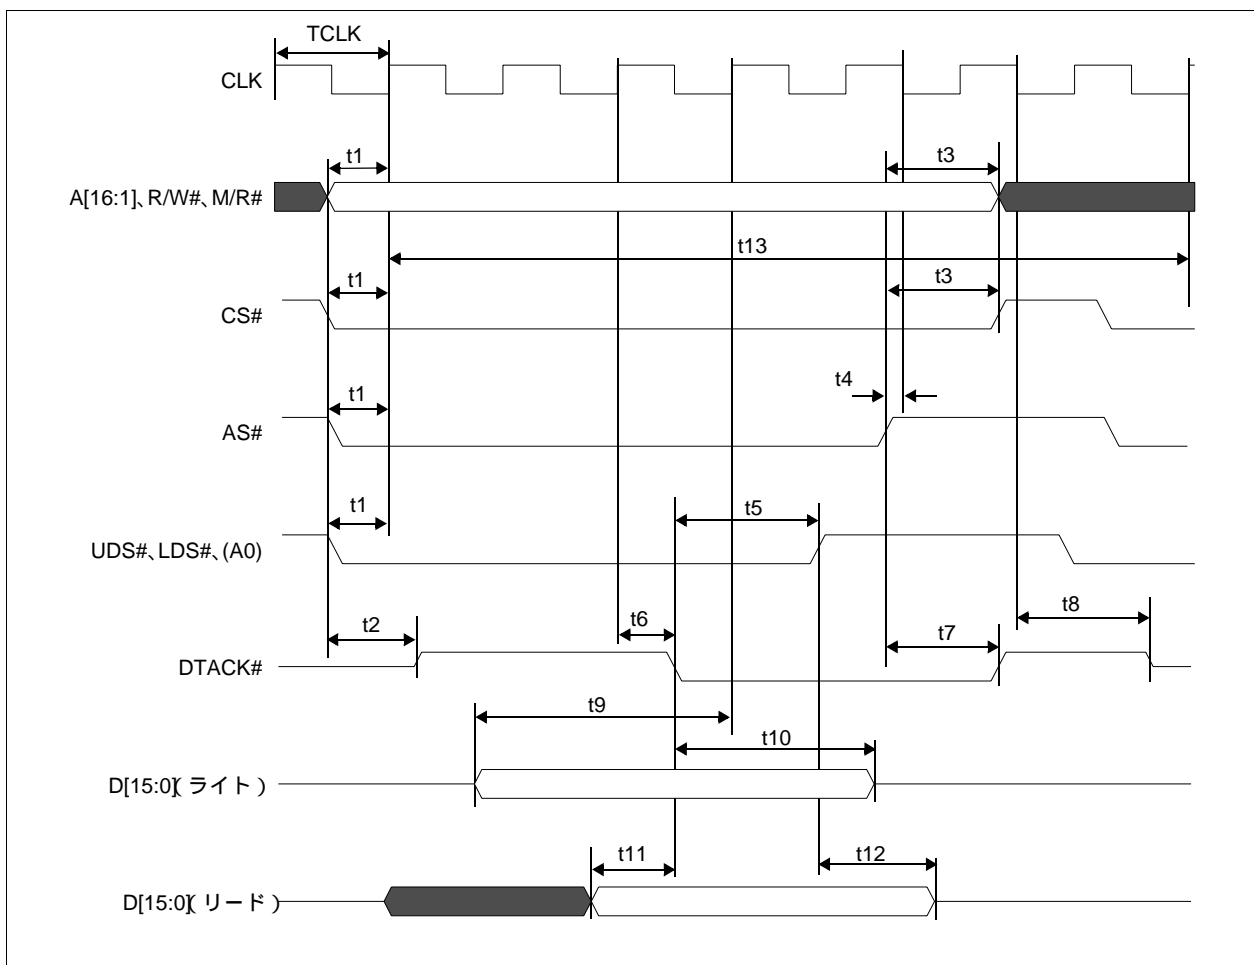 TCLK
CLK
t1
t3
A[16:1]、R/W#、M/R#
t13
t1
t3
CS#
t4
t1
AS#
t5
t1
UDS#、LDS#、(A0)
t8
t6
t2
t7
DTACK#
t9
t10
D[15:0]( ライト )
t11
t12
D[15:0]( リード )